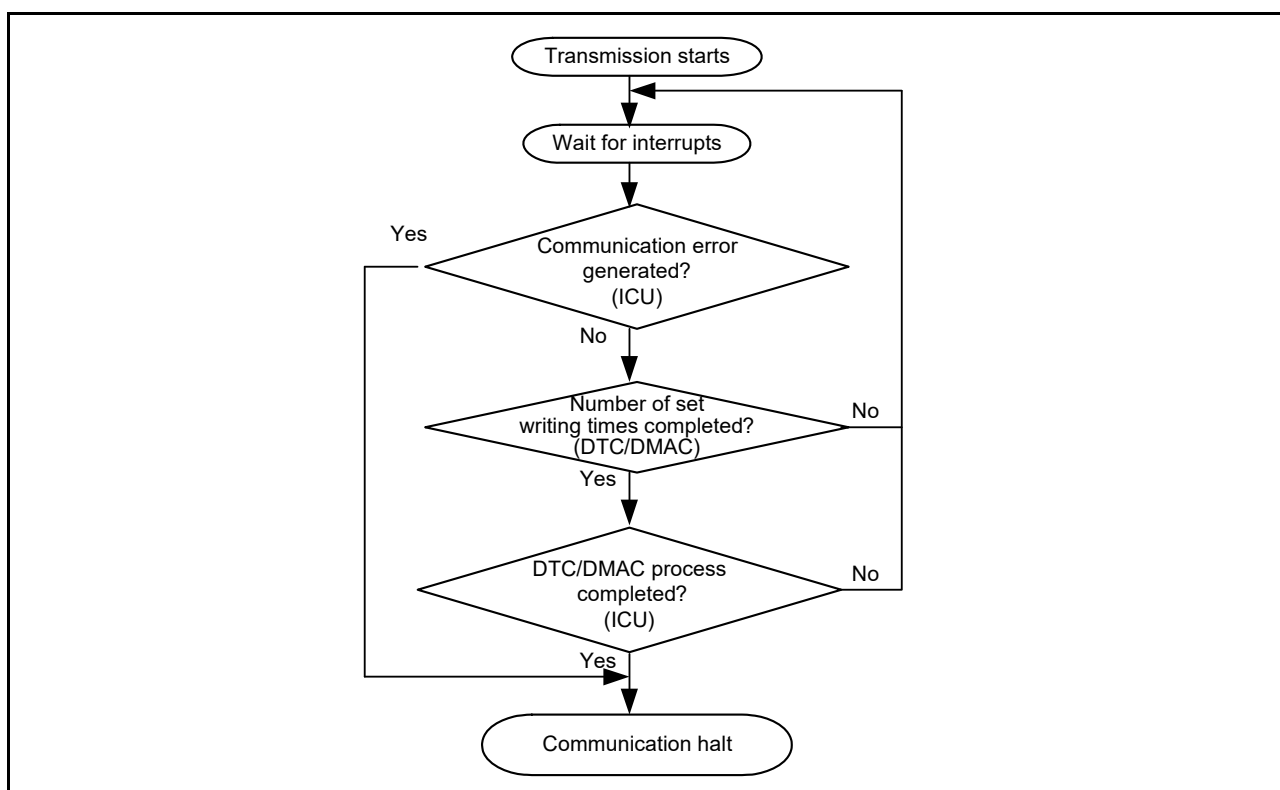 Transmission starts
Wait for interrupts
Yes
Communication error
generated?
(ICU)
No
Number of set
writing times completed?
(DTC/DMAC)
No
Yes
DTC/DMAC process
completed?
(ICU)
No
Yes
Communication halt